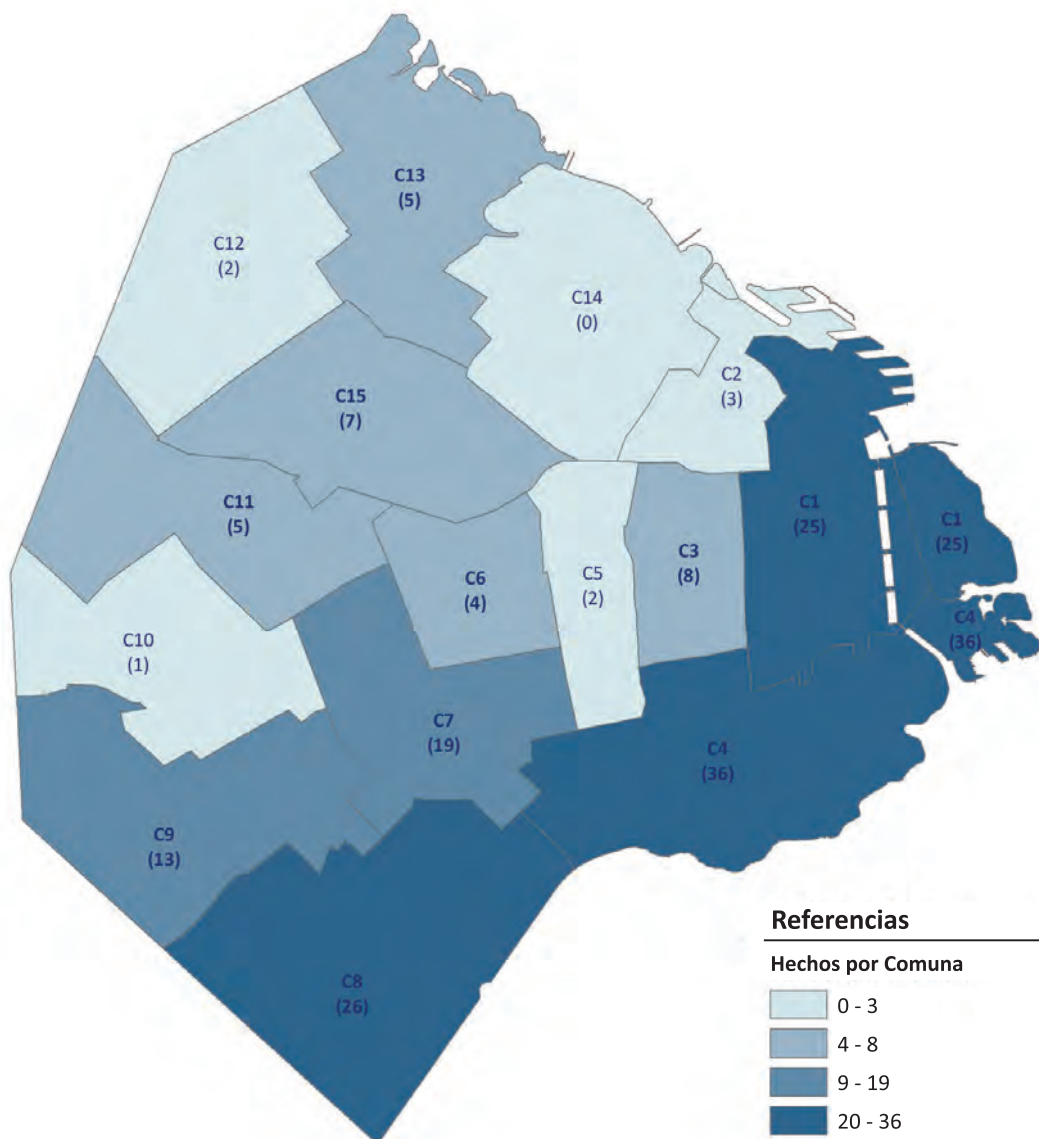 C13
(5)
C12
(2)
C14
(0)
C2
(3)
C15
(7)
C11
(5)
C1
(25)
C1
(25)
C3
(8)
C6
(4)
C5
(2)
C4
(36)
C10
(1)
C7
(19)
C4
(36)
C9
(13)
C8
(26)
Referencias
Hechos por Comuna
0 - 3
4 - 8
9 - 19
20 - 36